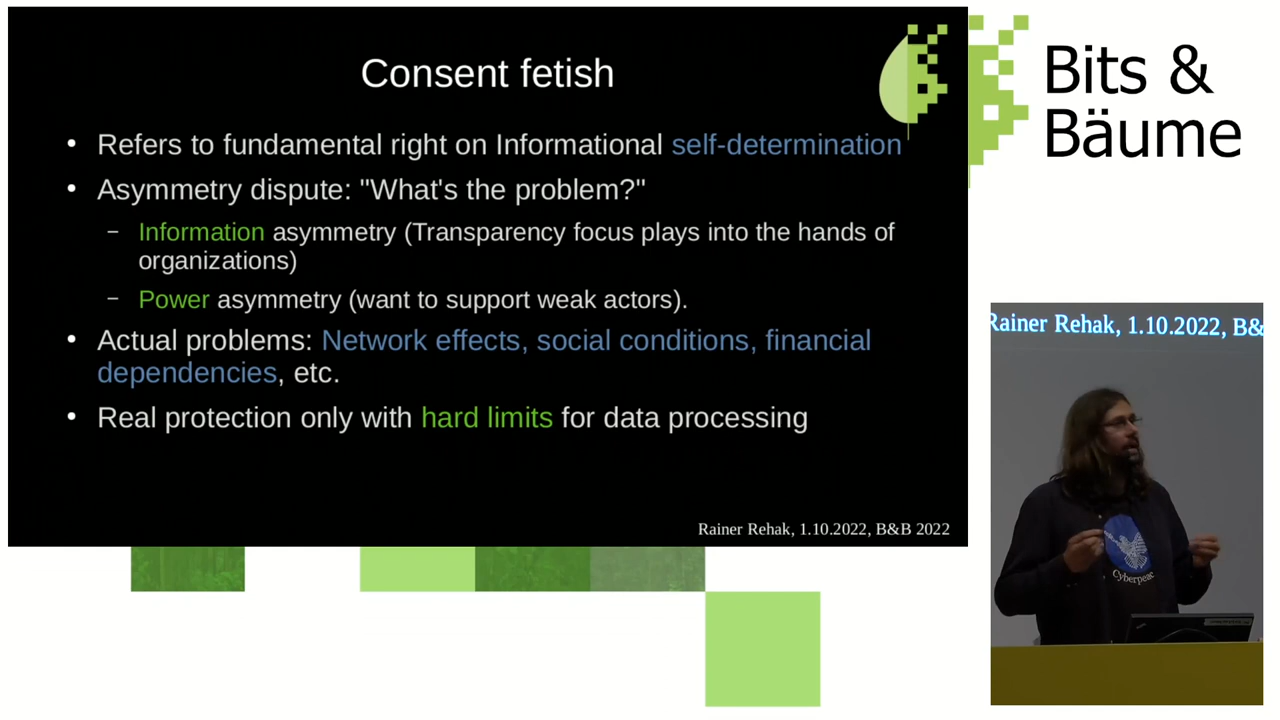 Consent fetish
• Refers to fundamental right on Informational self-determination
• Asymmetry dispute: "What's the problem?"
– Information asymmetry (Transparency focus plays into the hands of
organizations)
– Power asymmetry (want to support weak actors).
• Actual problems: Network effects, social conditions, financial
dependencies, etc.
• Real protection only with hard limits for data processing
Rainer Rehak, 1.10.2022, B&B 2022
Bits &
Bäume
Rainer Rehak, 1.10.2022, B&
Cyberpeac